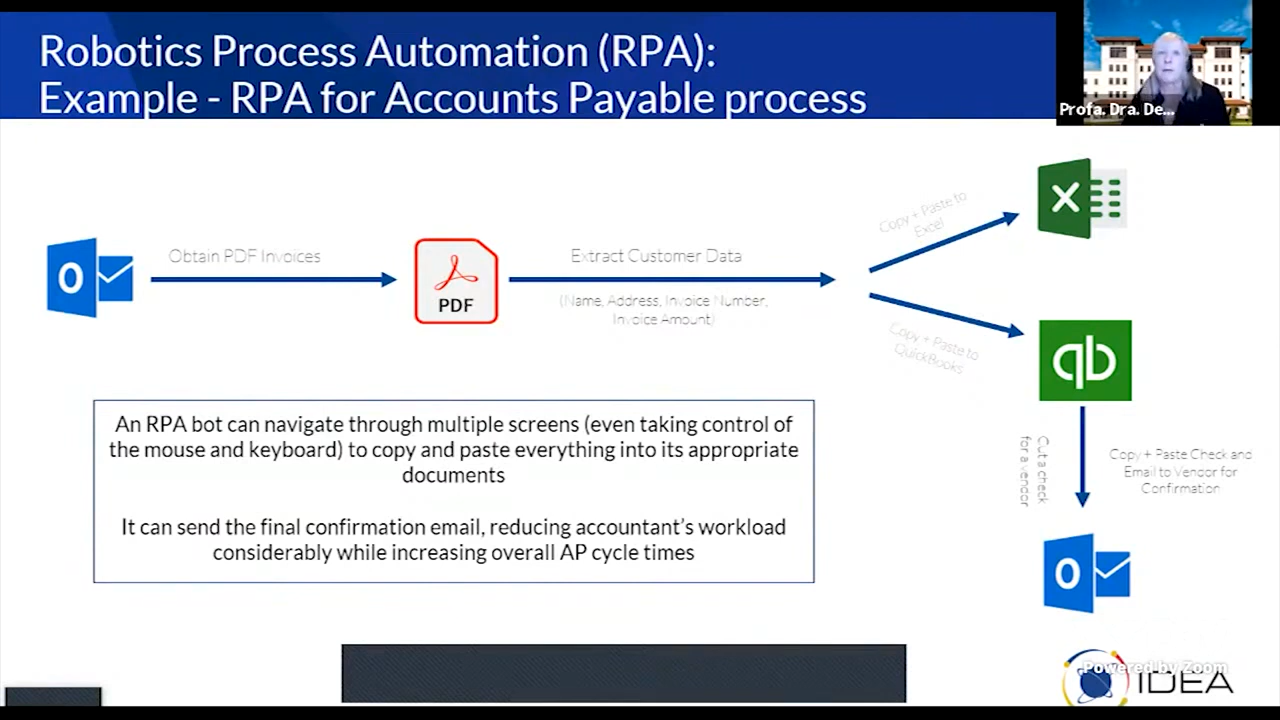 Robotics Process Automation (RPA):
Example - RPA for Accounts Payable process
Profa. Dra. De...
Obtain PDF Invoices
PDF
Extract Customer Data
(Name, Address, Invoice Number,
Invoice Amount)
Copy + Paste to
Excel
X
Copy + Paste to
QuickBooks
qb
O
An RPA bot can navigate through multiple screens (even taking control of
the mouse and keyboard) to copy and paste everything into its appropriate
documents
It can send the final confirmation email, reducing accountant's workload
considerably while increasing overall AP cycle times
Cut a check
for a vendor
Copy + Paste Check and
Email to Vendor for
Confirmation
O
Powered by Zoom
IDEA